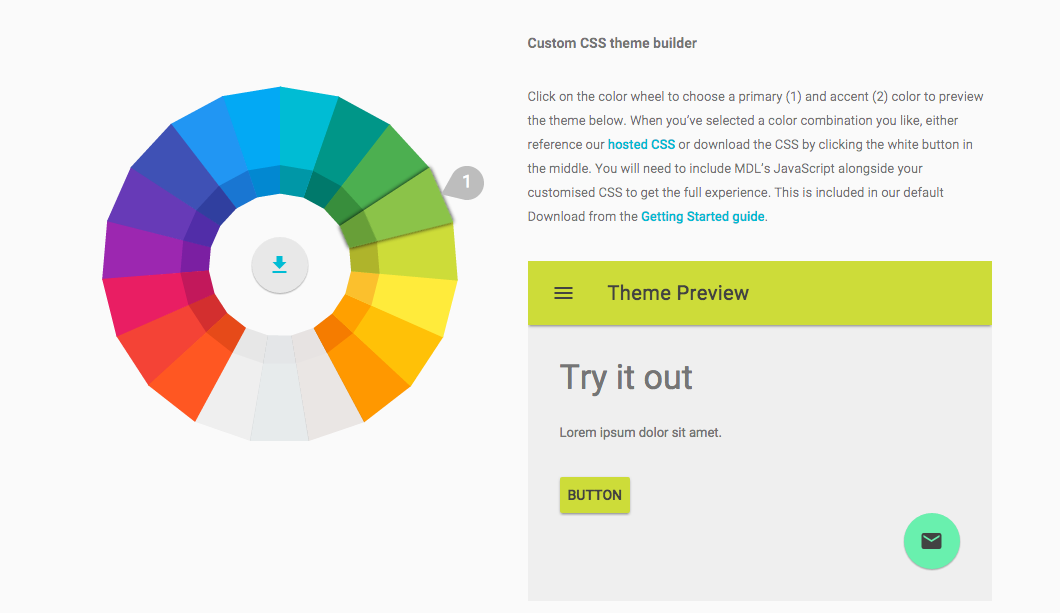 Custom CSS theme builder
Click on the color wheel to choose a primary (1) and accent (2) color to preview
the theme below. When you’ve selected a color combination you like, either
reference our hosted CSS or download the CSS by clicking the white button in
the middle. You will need to include MDL’s JavaScript alongside your
customised CSS to get the full experience. This is included in our default
Download from the Getting Started guide.
1
Theme Preview
Try it out
Lorem ipsum dolor sit amet.
BUTTON